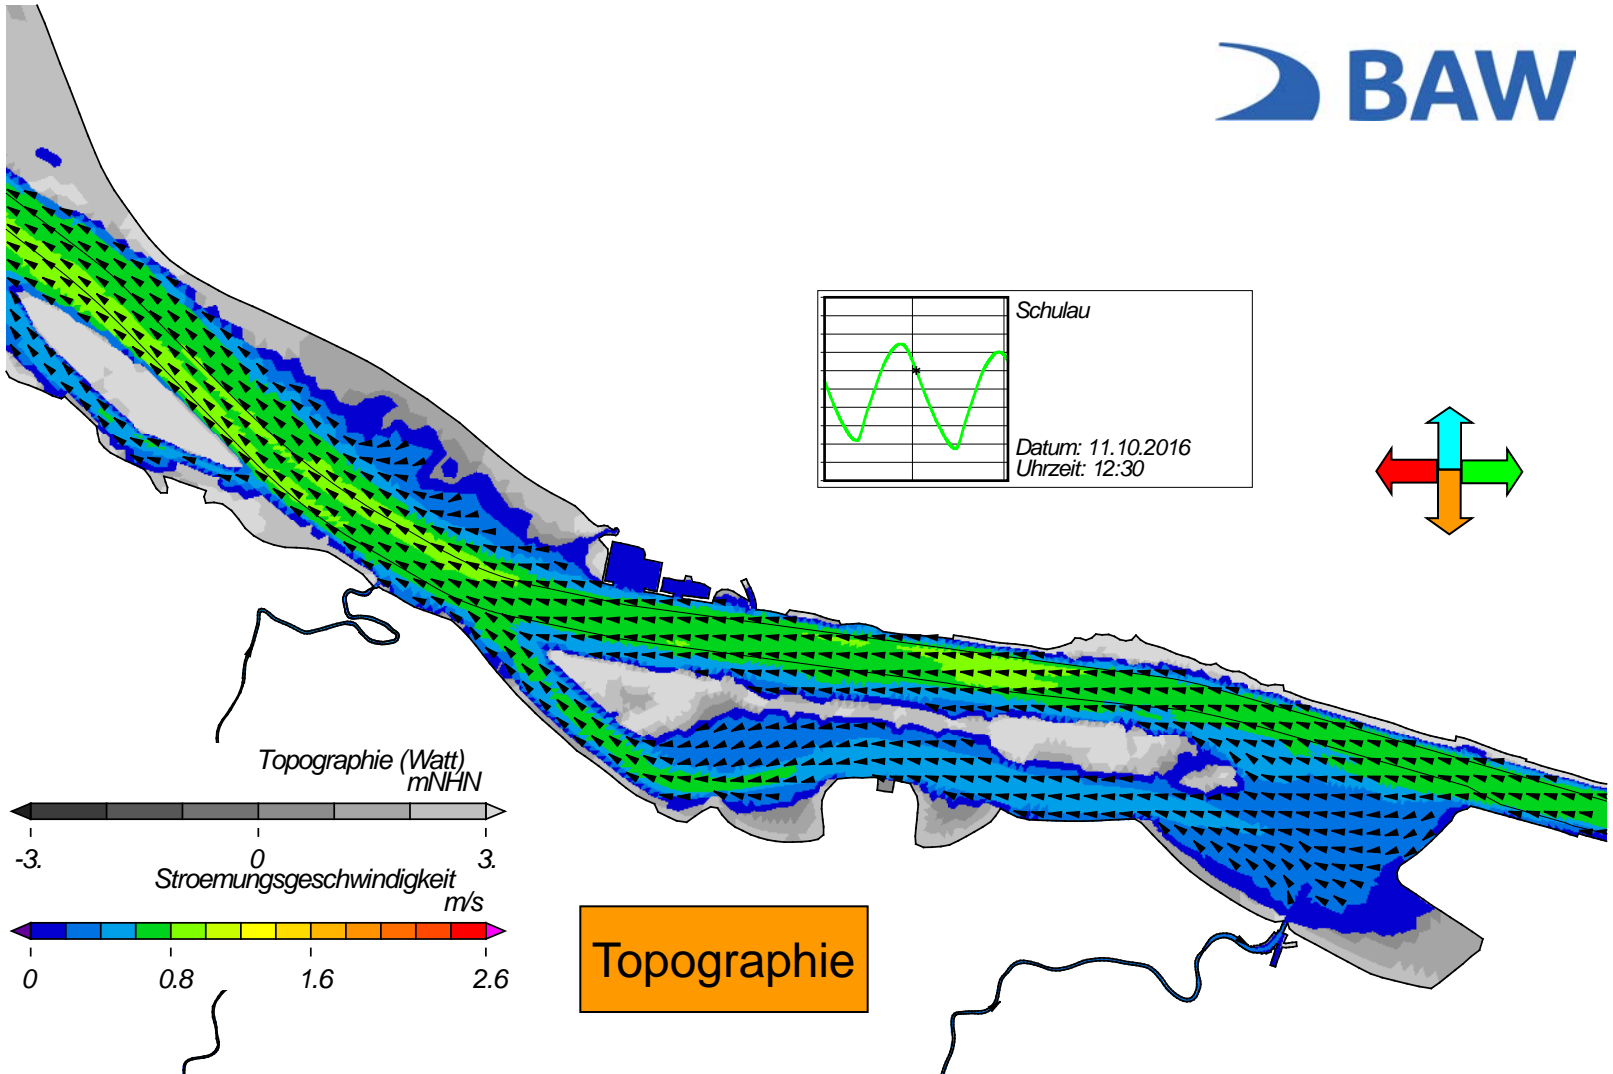 BAW
Schulau
Datum: 11.10.2016
Uhrzeit: 12:30
Topographie (Watt)
mNHN
-3. 0 3.
Stroemungsgeschwindigkeit
m/s
0 0.8 1.6 2.6
Topographie